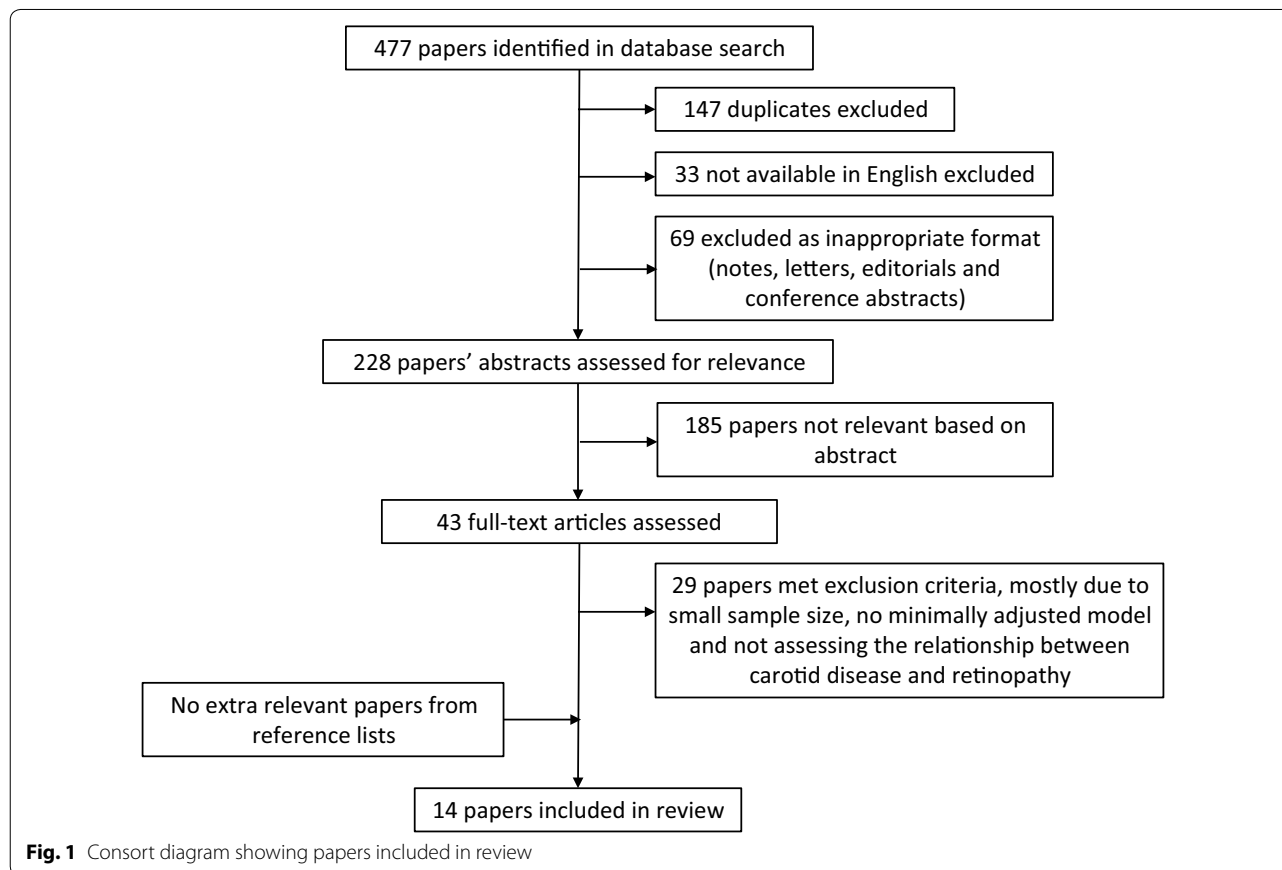 477 papers identified in database search
147 duplicates excluded
33 not available in English excluded
69 excluded as inappropriate format
(notes, letters, editorials and
conference abstracts)
228 papers’ abstracts assessed for relevance
185 papers not relevant based on
abstract
43 full-text articles assessed
29 papers met exclusion criteria, mostly due to
small sample size, no minimally adjusted model
and not assessing the relationship between
carotid disease and retinopathy
No extra relevant papers from
reference lists
14 papers included in review
Fig. 1 Consort diagram showing papers included in review